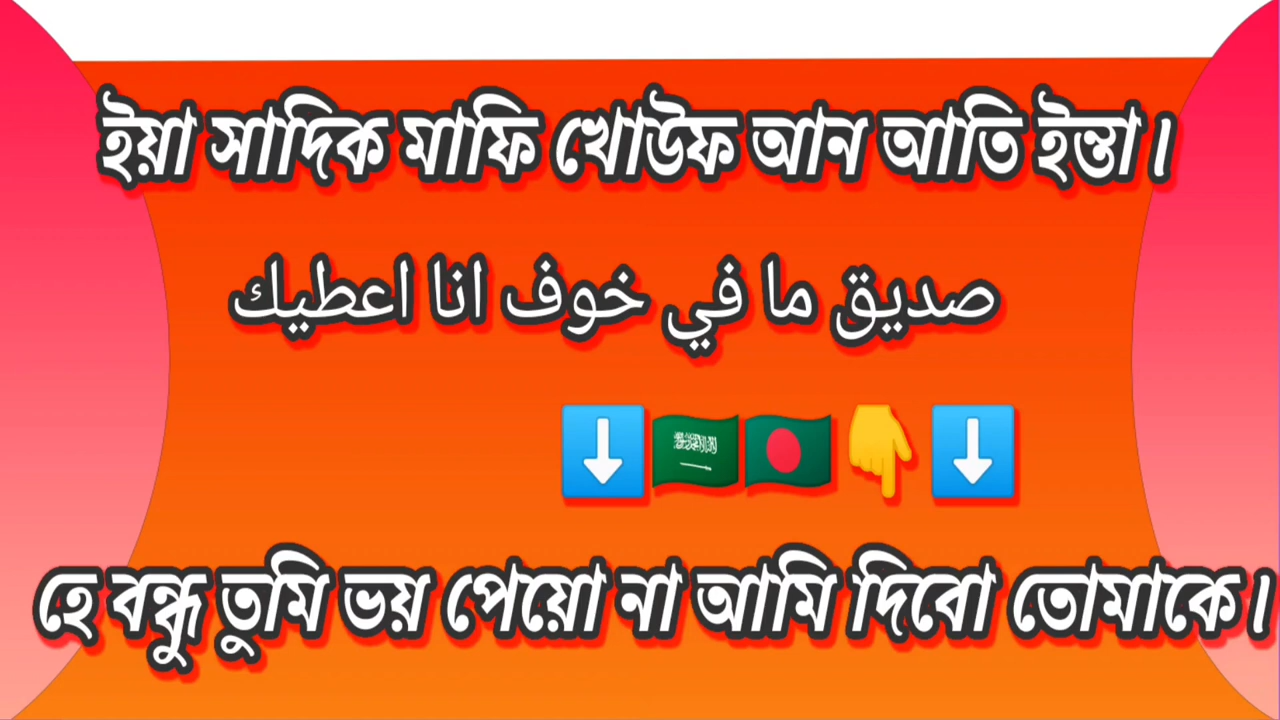 ইয়া সাদিক মাফি খোউফ আন আতি ইন্তা।
صديق ما في خوف انا اعطيك
⬇️🇸🇦🇧🇩👇⬇️
হে বন্ধু তুমি ভয় পেয়ো না আমি দিবো তোমাকে।